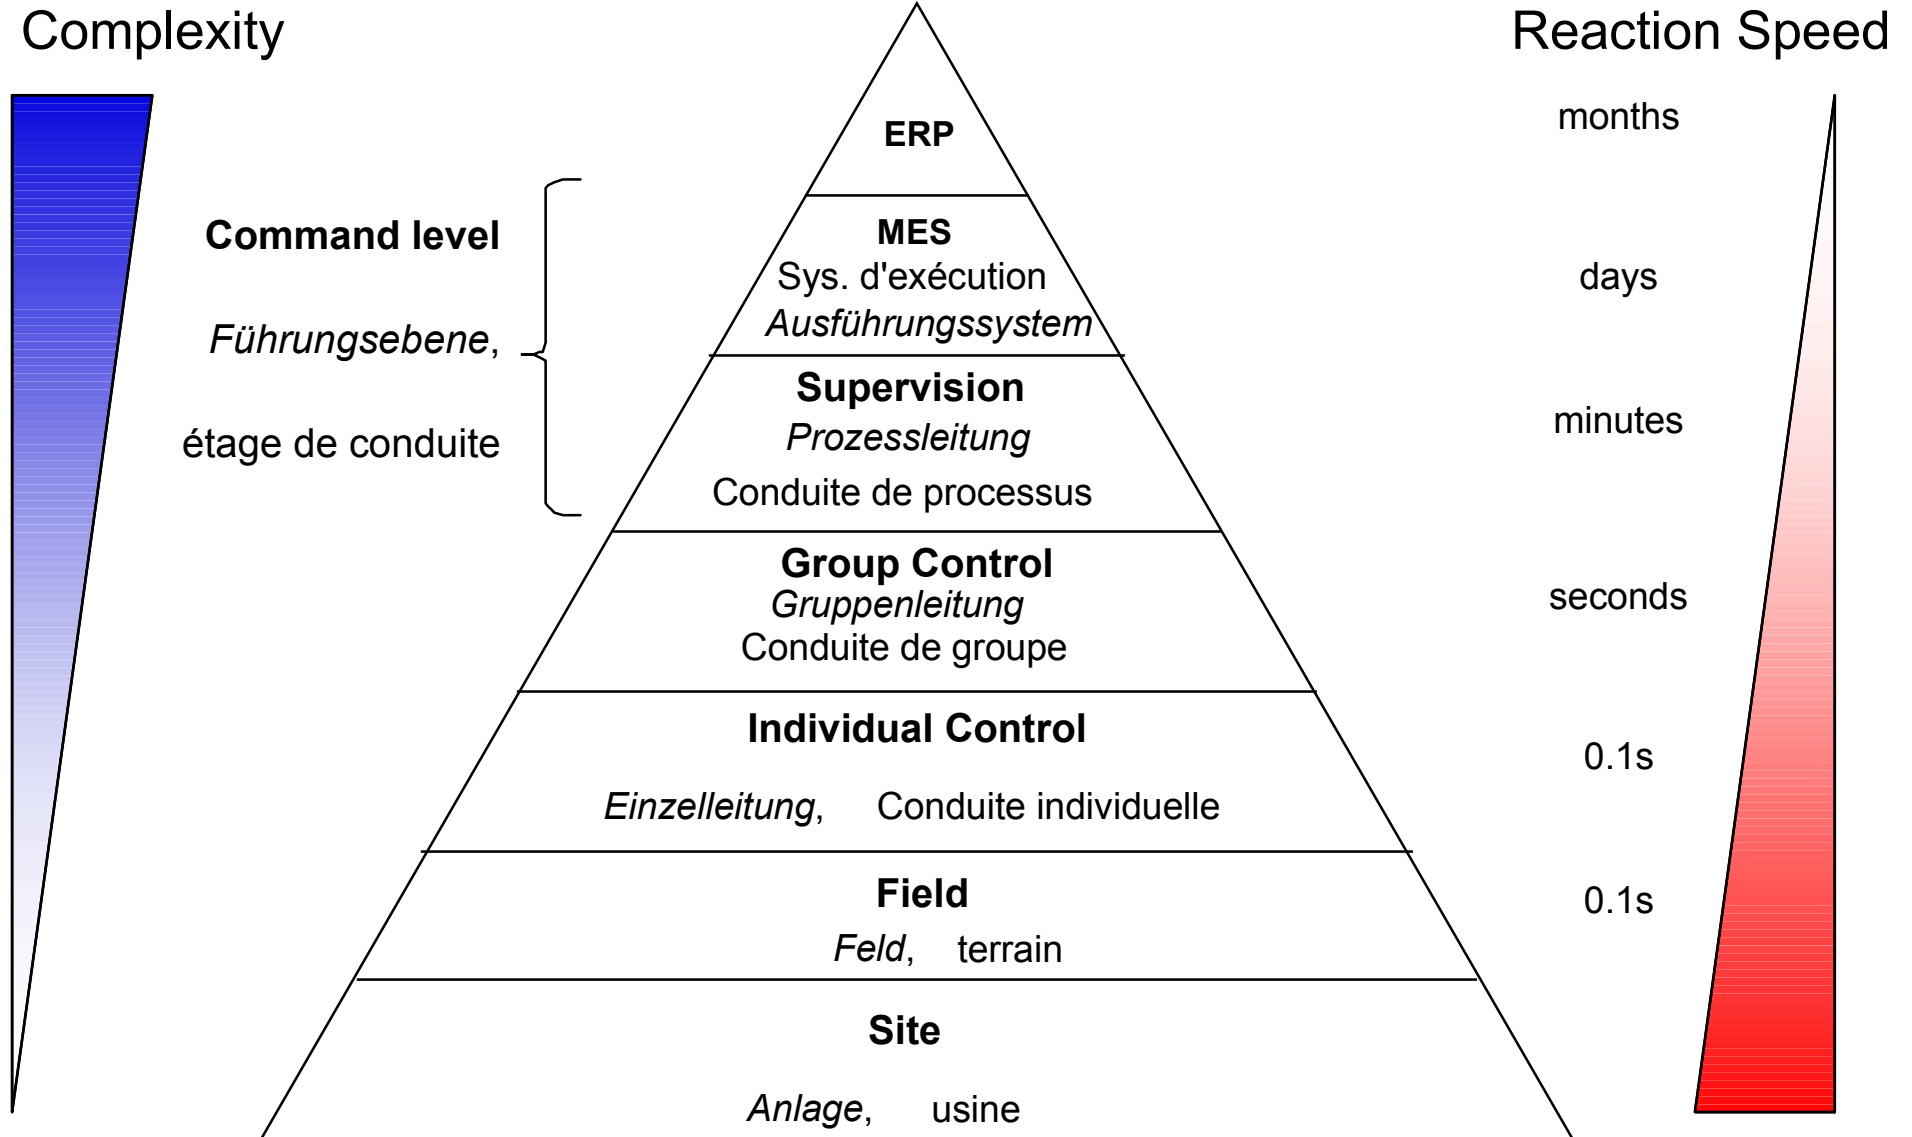 Complexity
Reaction Speed
months
ERP
Command level
Führungsebene,
étage de conduite
MES
Sys. d'exécution
Ausführungssystem
days
Supervision
Prozessleitung
Conduite de processus
minutes
Group Control
Gruppenleitung
Conduite de groupe
seconds
Individual Control
Einzelleitung, Conduite individuelle
0.1s
Field
Feld, terrain
0.1s
Site
Anlage, usine